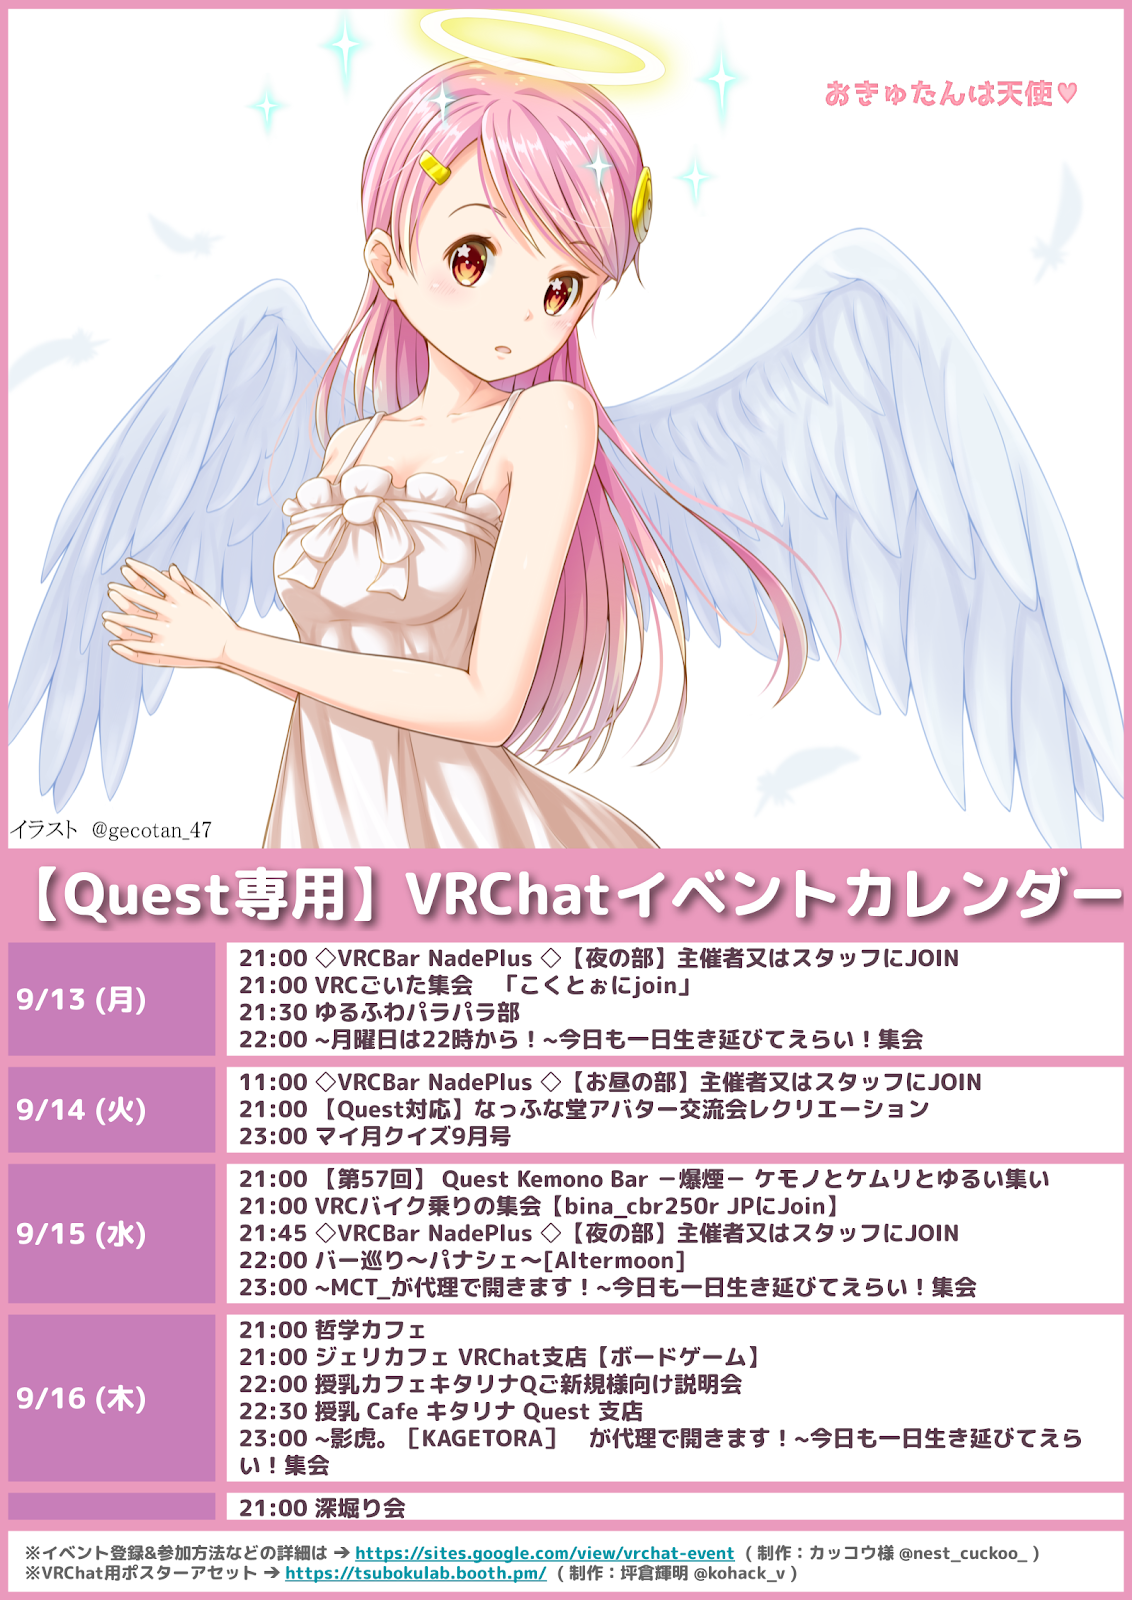 おきゅたんは天使♥
イラスト @gecotan_47
【Quest専用】VRChatイベントカレンダー
9/13 (月)
21:00 ◇VRCBar NadePlus ◇【夜の部】主催者又はスタッフにJOIN
21:00 VRCごいた集会　「こくとぉにjoin」
21:30 ゆるふわパラパラ部
22:00 ~月曜日は22時から！~今日も一日生き延びてえらい！集会
9/14 (火)
11:00 ◇VRCBar NadePlus ◇【お昼の部】主催者又はスタッフにJOIN
21:00 【Quest対応】なっふな堂アバター交流会レクリエーション
23:00 マイ月クイズ9月号
9/15 (水)
21:00 【第57回】 Quest Kemono Bar －爆煙－ ケモノとケムリとゆるい集い
21:00 VRCバイク乗りの集会【bina_cbr250r JPにJoin】
21:45 ◇VRCBar NadePlus ◇【夜の部】主催者又はスタッフにJOIN
22:00 バー巡り～パナシェ～[Altermoon]
23:00 ~MCT_が代理で開きます！~今日も一日生き延びてえらい！集会
9/16 (木)
21:00 哲学カフェ
21:00 ジェリカフェ VRChat支店【ボードゲーム】
22:00 授乳カフェキタリナQご新規様向け説明会
22:30 授乳 Cafe キタリナ Quest 支店
23:00 ~影虎。［KAGETORA］　が代理で開きます！~今日も一日生き延びてえら
い！集会
21:00 深堀り会
※イベント登録&参加方法などの詳細は ➔ https://sites.google.com/view/vrchat-event ( 制作：カッコウ様 @nest_cuckoo_ )
※VRChat用ポスターアセット ➔ https://tsubokulab.booth.pm/ ( 制作：坪倉輝明 @kohack_v )